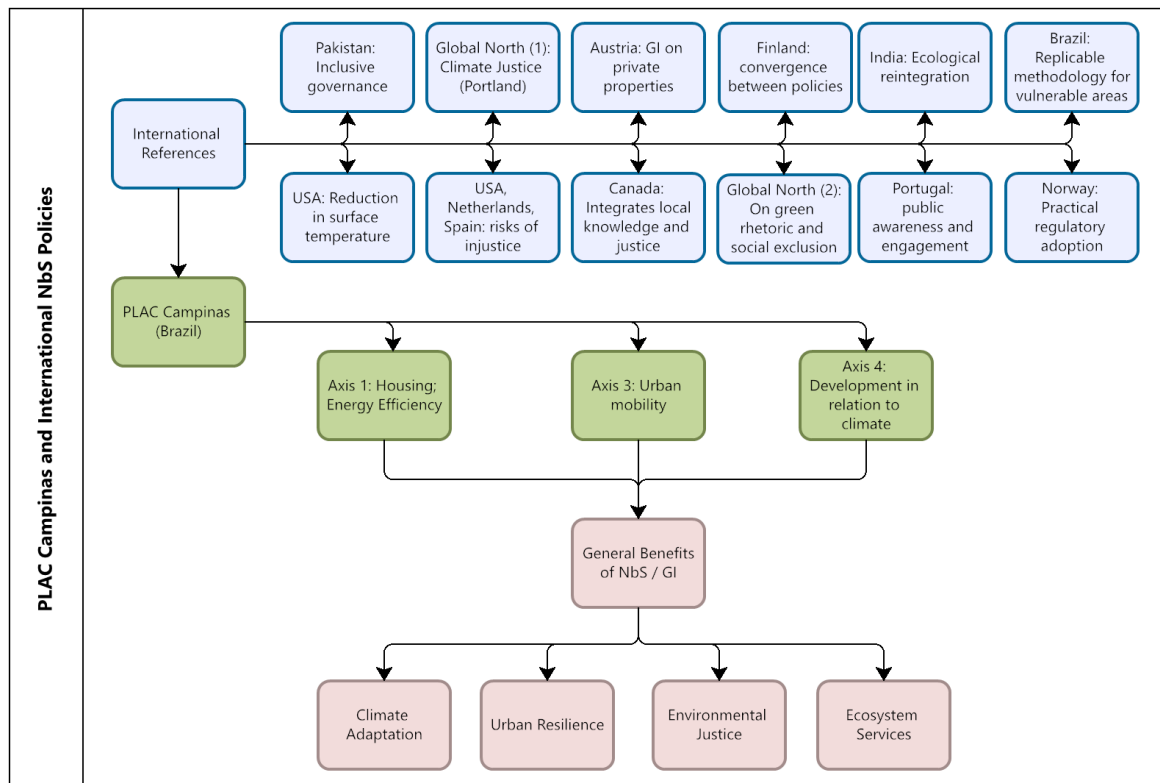 PLAC Campinas and International NbS Policies
Pakistan:
Inclusive
governance
Global North (1):
Climate Justice
(Portland)
Austria: GI on
private
properties
Finland:
convergence
between policies
India: Ecological
reintegration
Brazil:
Replicable
methodology for
vulnerable areas
International
References
USA: Reduction
in surface
temperature
USA,
Netherlands,
Spain: risks of
injustice
Canada:
Integrates local
knowledge and
justice
Global North (2):
On green
rhetoric and
social exclusion
Portugal:
public
awareness and
engagement
Norway:
Practical
regulatory
adoption
PLAC Campinas
(Brazil)
Axis 1: Housing;
Energy Efficiency
Axis 3: Urban
mobility
Axis 4:
Development in
relation to
climate
General Benefits
of NbS / GI
Climate
Adaptation
Urban Resilience
Environmental
Justice
Ecosystem
Services